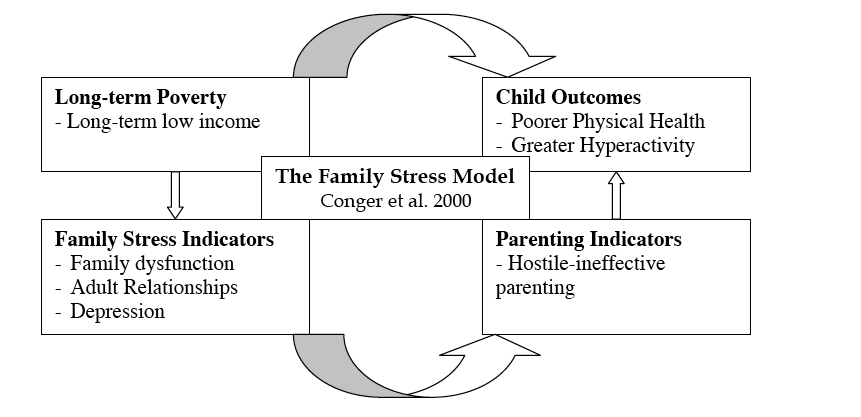 Long-term Poverty
- Long-term low income
Child Outcomes
- Poorer Physical Health
- Greater Hyperactivity
The Family Stress Model
Conger et al. 2000
Family Stress Indicators
- Family dysfunction
- Adult Relationships
- Depression
Parenting Indicators
- Hostile-ineffective
parenting